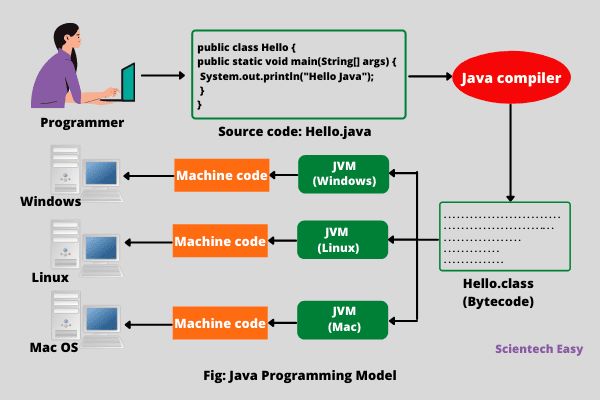 public class Hello {
public static void main(String[] args) {
System.out.println("Hello Java");
}
}
Java compiler
Programmer
Source code: Hello.java
Windows
Machine code
JVM
(Windows)
Linux
Machine code
JVM
(Linux)
Hello.class
(Bytecode)
Mac OS
Machine code
JVM
(Mac)
Scientech Easy
Fig: Java Programming Model